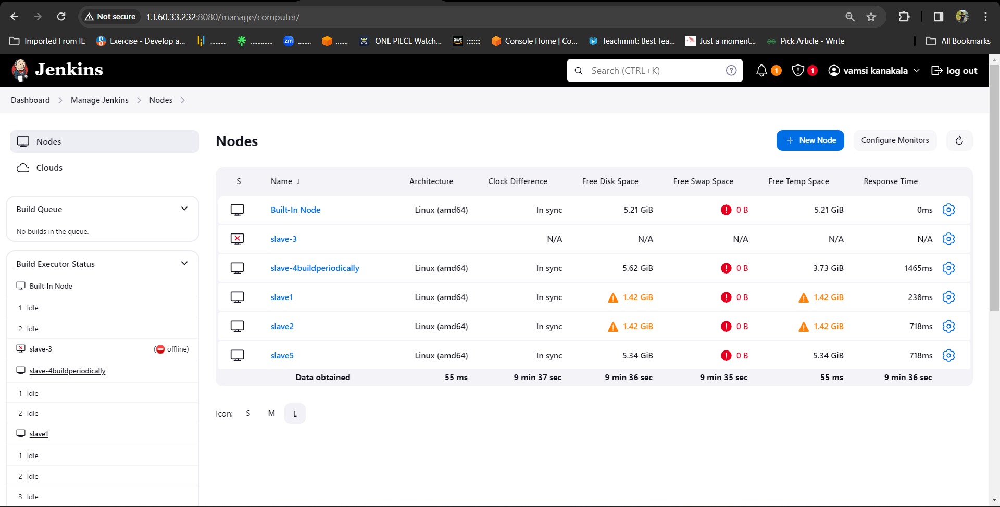 Not secure 13.60.33.232:8080/manage/computer/
Imported From IE Exercise - Develop a... ......... ............. zm ........ ....... ONE PIECE Watch... aws :::::::: Console Home | Co... Teachmint: Best Tea... Just a moment... Pick Article - Write All Bookmarks
Jenkins Search (CTRL+K) ? 1 1 vamsi kanakala log out
Dashboard Manage Jenkins Nodes
Nodes
Clouds
Build Queue
No builds in the queue.
Build Executor Status
Built-In Node
1 Idle
2 Idle
slave-3 (offline)
slave-4buildperiodically
1 Idle
2 Idle
slave1
1 Idle
2 Idle
3 Idle
Nodes + New Node Configure Monitors
S Name ↓ Architecture Clock Difference Free Disk Space Free Swap Space Free Temp Space Response Time
Built-In Node Linux (amd64) In sync 5.21 GiB ! 0 B 5.21 GiB 0ms
slave-3 N/A N/A N/A N/A N/A
slave-4buildperiodically Linux (amd64) In sync 5.62 GiB ! 0 B 3.73 GiB 1465ms
slave1 Linux (amd64) In sync 1.42 GiB ! 0 B 1.42 GiB 238ms
slave2 Linux (amd64) In sync 1.42 GiB ! 0 B 1.42 GiB 718ms
slave5 Linux (amd64) In sync 5.34 GiB ! 0 B 5.34 GiB 718ms
Data obtained 55 ms 9 min 37 sec 9 min 36 sec 9 min 35 sec 55 ms 9 min 36 sec
Icon: S M L